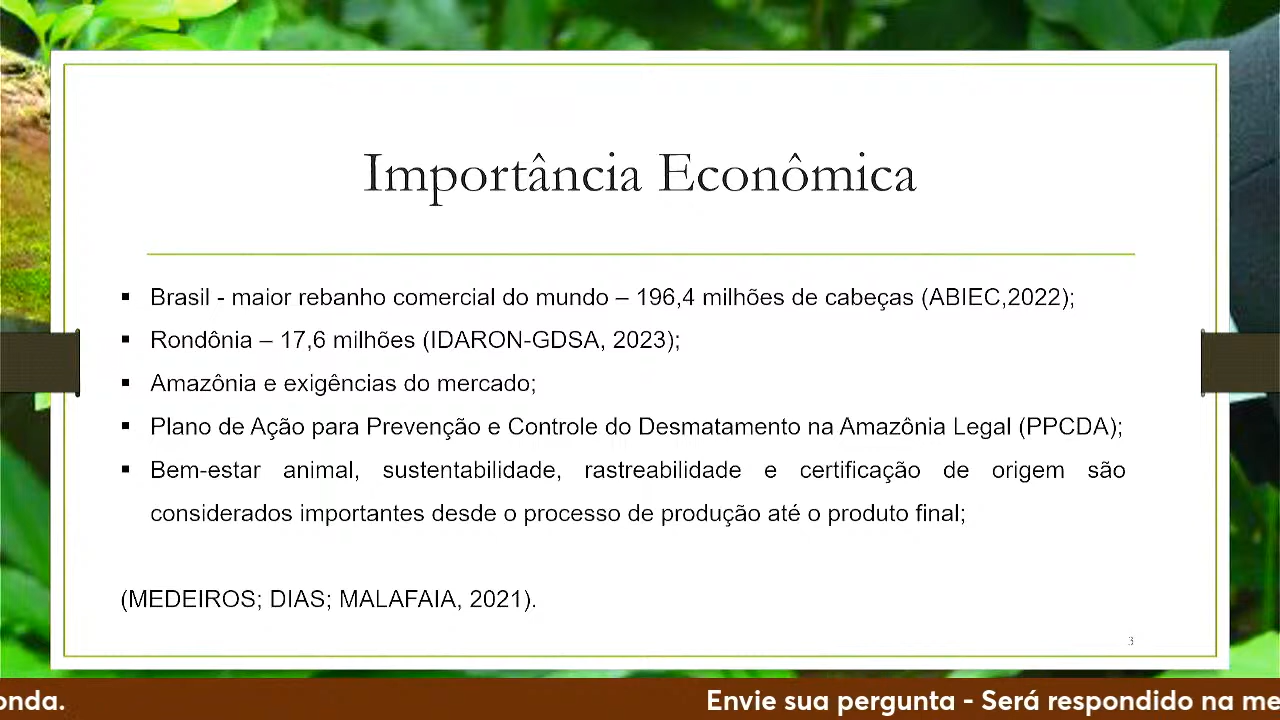 Importância Econômica
▪ Brasil - maior rebanho comercial do mundo – 196,4 milhões de cabeças (ABIEC,2022);
▪ Rondônia – 17,6 milhões (IDARON-GDSA, 2023);
▪ Amazônia e exigências do mercado;
▪ Plano de Ação para Prevenção e Controle do Desmatamento na Amazônia Legal (PPCDA);
▪ Bem-estar animal, sustentabilidade, rastreabilidade e certificação de origem são
considerados importantes desde o processo de produção até o produto final;
(MEDEIROS; DIAS; MALAFAIA, 2021).
3
onda. Envie sua pergunta - Será respondido na me